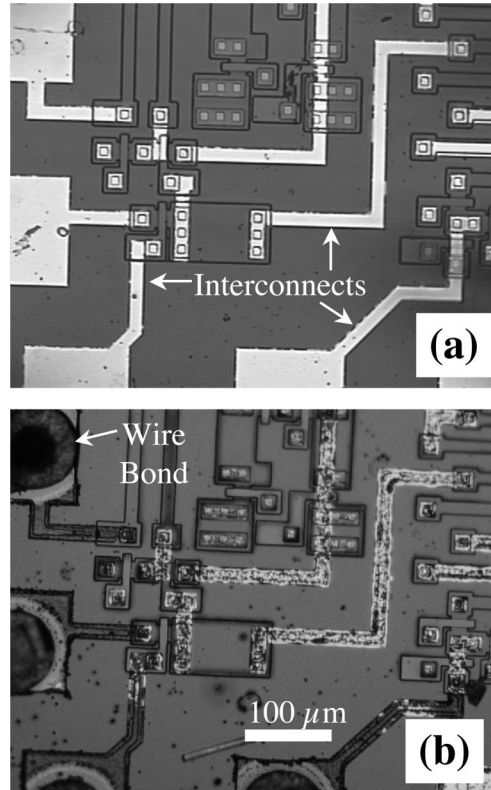 Interconnects
(a)
Wire
Bond
100 μm
(b)